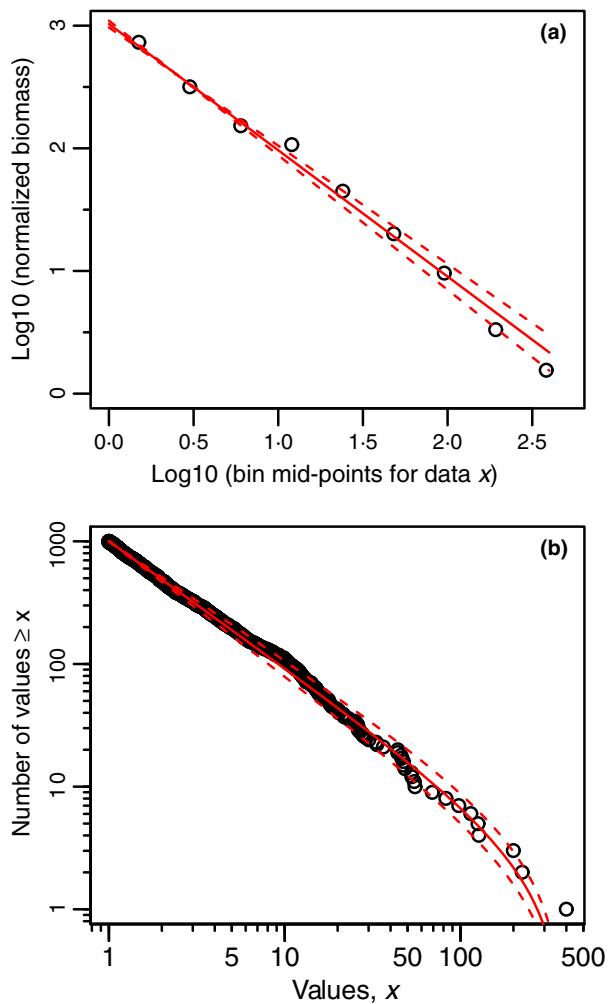 (a)
Log10 (normalized biomass)
3
2
1
0
0·0 0·5 1·0 1·5 2·0 2·5
Log10 (bin mid-points for data x)
(b)
Number of values ≥ x
1000
100
10
1
1 5 10 50 100 500
Values, x